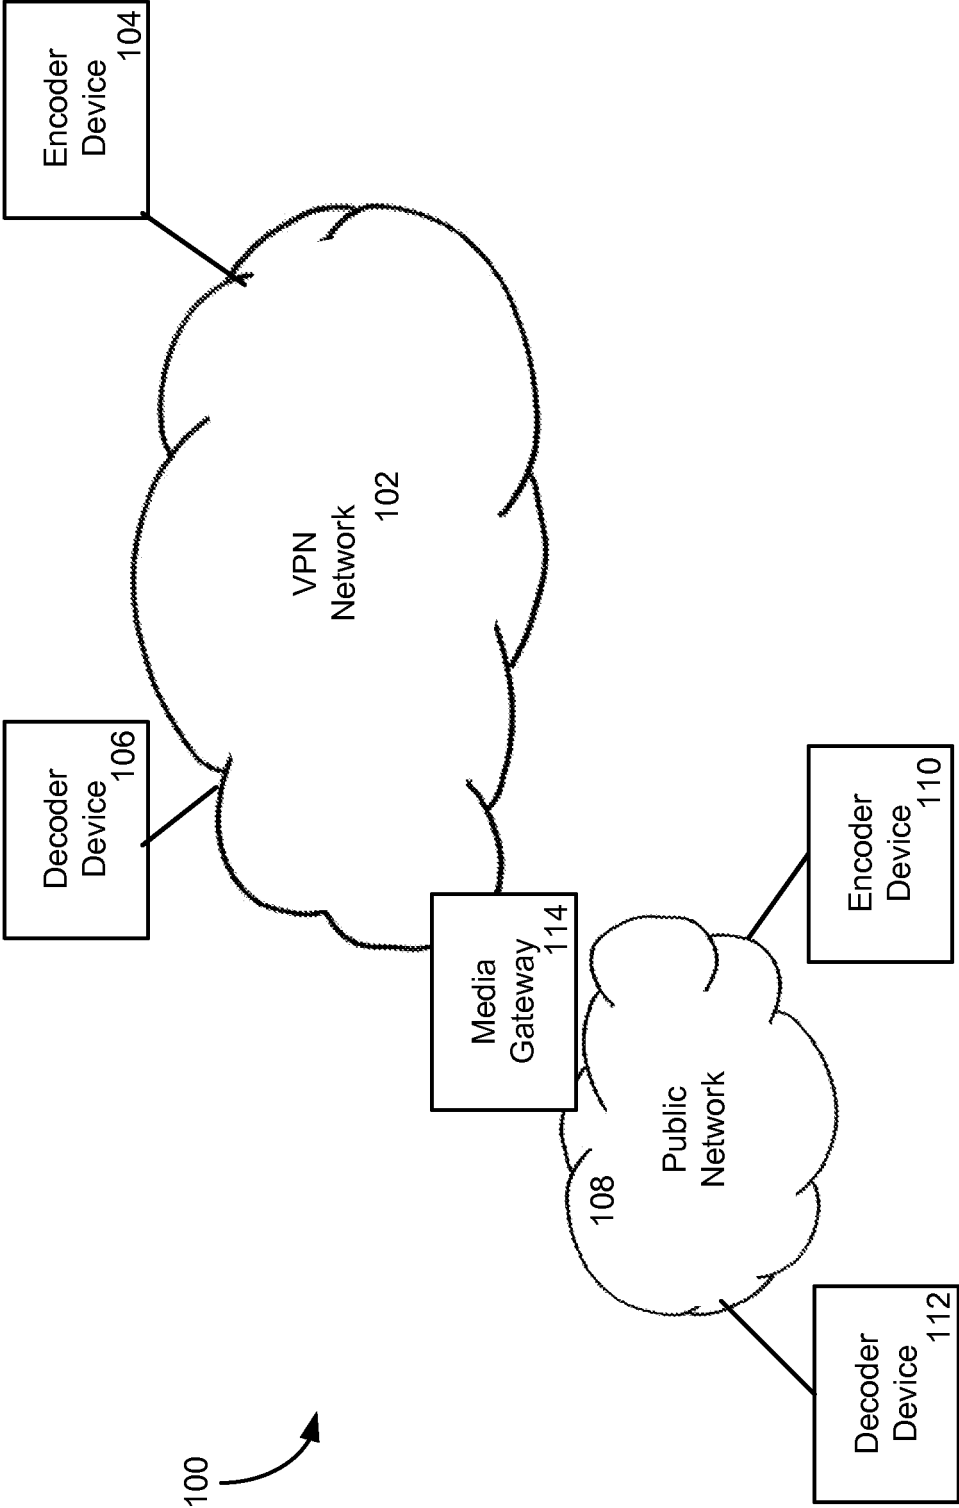 100
Decoder
Device
106
Encoder
Device
104
VPN
Network
102
Media
Gateway
114
108
Public
Network
Decoder
Device
112
Encoder
Device
110